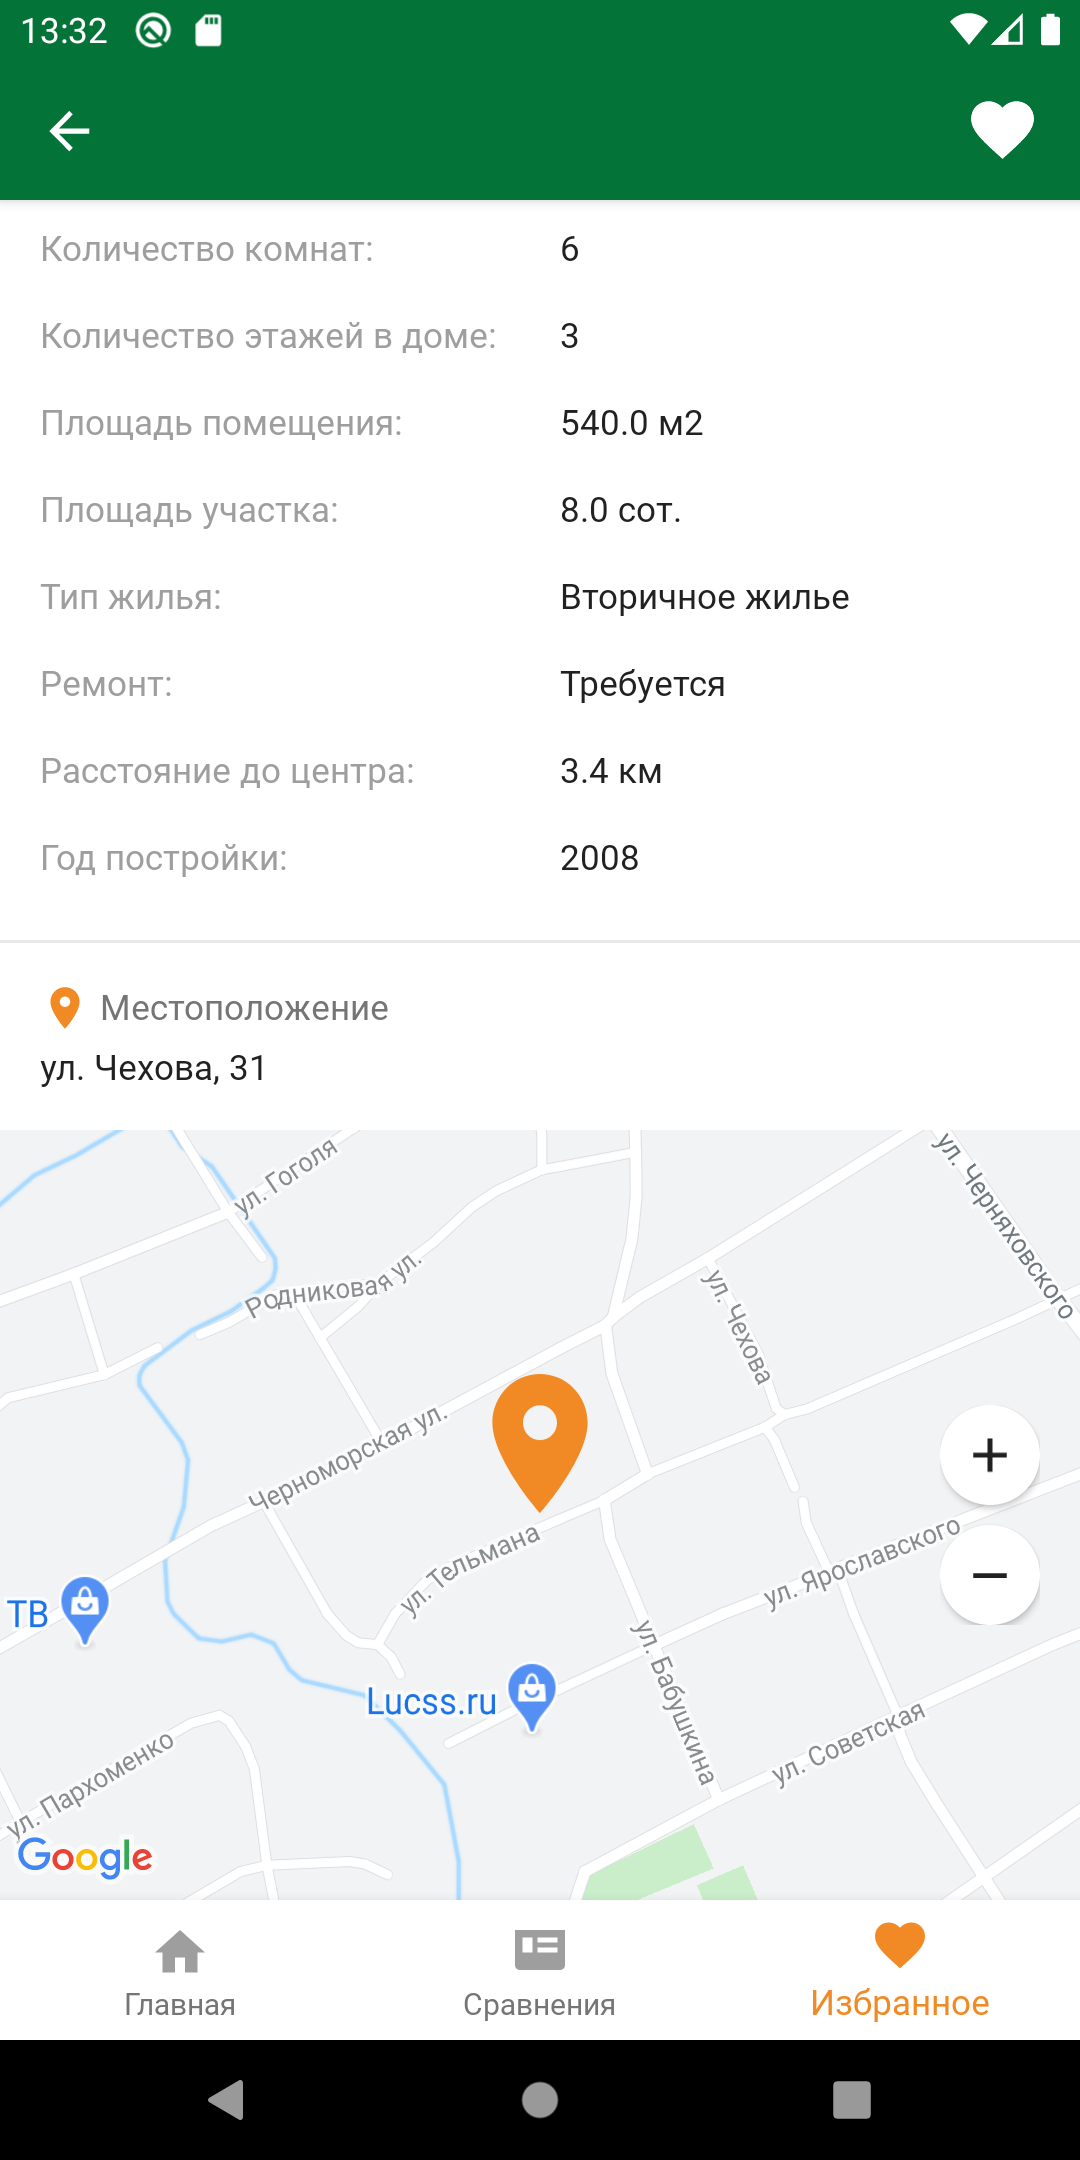 13:32
Количество комнат: 6
Количество этажей в доме: 3
Площадь помещения: 540.0 м2
Площадь участка: 8.0 сот.
Тип жилья: Вторичное жилье
Ремонт: Требуется
Расстояние до центра: 3.4 км
Год постройки: 2008
Местоположение
ул. Чехова, 31
ул. Гоголя
ул. Черняховского
Родниковая ул.
ул. Чехова
Черноморская ул.
ул. Тельмана
ул. Ярославского
ТВ
ул. Бабушкина
Lucss.ru
ул. Советская
ул. Пархоменко
Google
Главная
Сравнения
Избранное